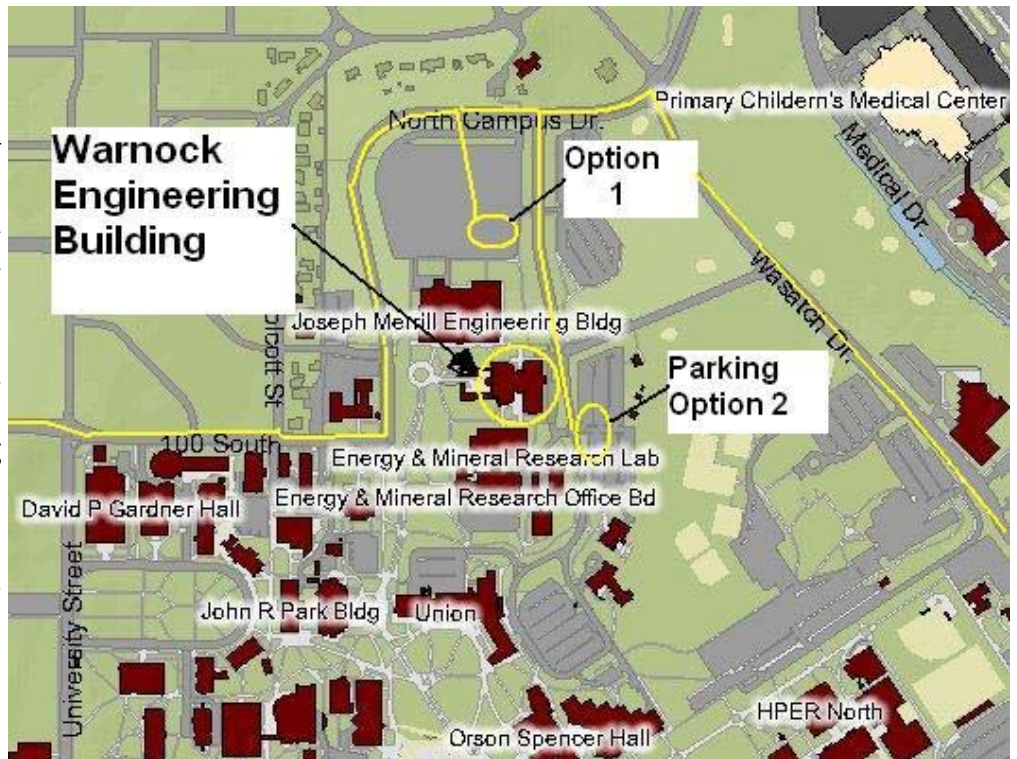 Primary Childern's Medical Center
North Campus Dr.
Warnock
Engineering
Building
Option
1
Medical Dr.
Wasatch Dr.
Joseph Merrill Engineering Bldg
olcott St
Parking
Option 2
100 South
Energy & Mineral Research Lab
David P Gardner Hall
Energy & Mineral Research Office Bd
University Street
John R Park Bldg
Union
HPER North
Orson Spencer Hall